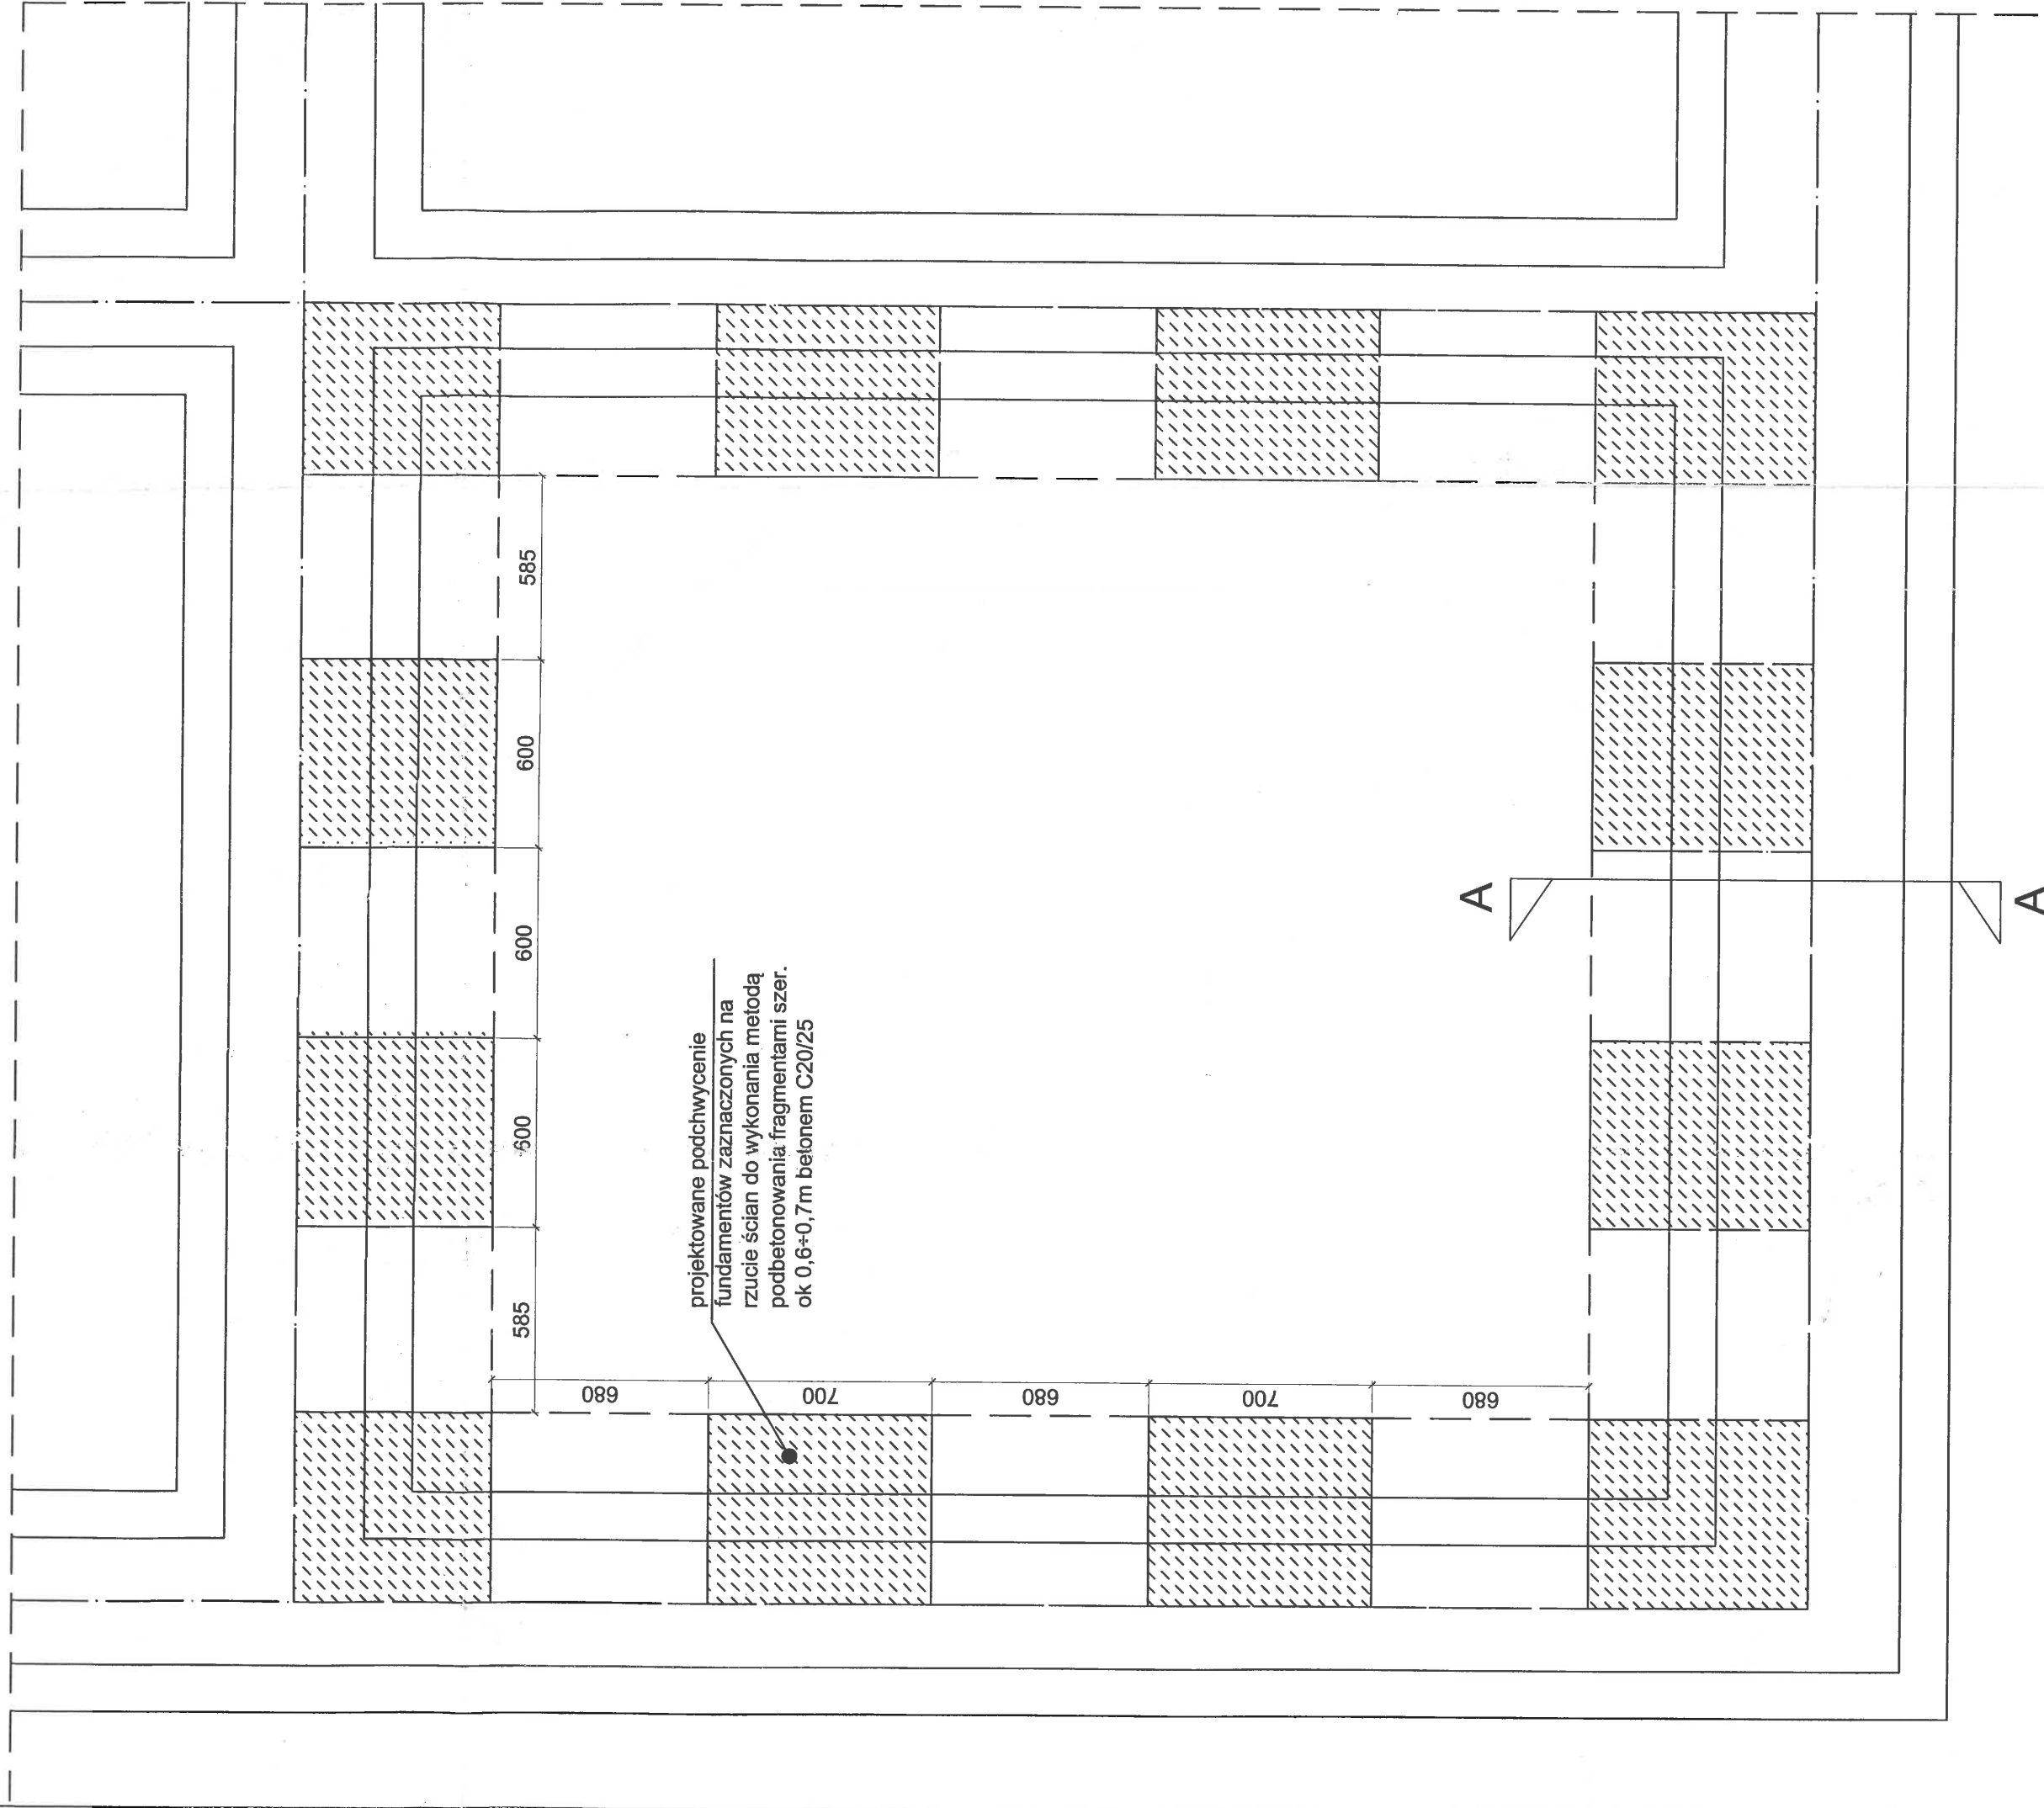 585
600
600
600
585
projektowane podchwycenie
fundamentów zaznaczonych na
rzucie ścian do wykonania metodą
podbetonowania fragmentami szer.
ok 0,6÷0,7m betonem C20/25
680
700
680
700
680
A
A